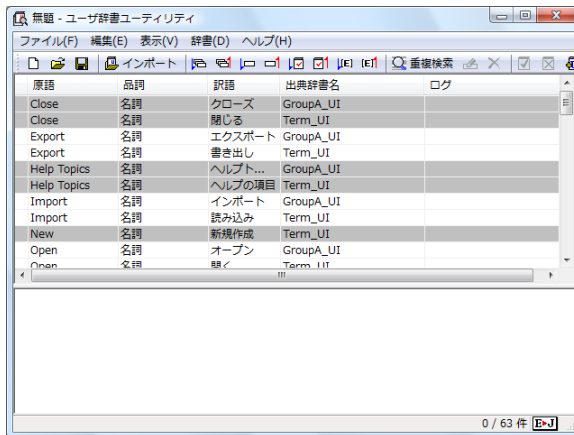 無題 - ユーザ辞書ユーティリティ
ファイル(F) 編集(E) 表示(V) 辞書(D) ヘルプ(H)
インポート 重複検索
原語 品詞 訳語 出典辞書名 ログ
Close 名詞 クローズ GroupA_UI
Close 名詞 閉じる Term_UI
Export 名詞 エクスポート GroupA_UI
Export 名詞 書き出し Term_UI
Help Topics 名詞 ヘルプト... GroupA_UI
Help Topics 名詞 ヘルプの項目 Term_UI
Import 名詞 インポート GroupA_UI
Import 名詞 読み込み Term_UI
New 名詞 新規作成 Term_UI
Open 名詞 オープン GroupA_UI
Open 名詞 開く Term_UI
0 / 63 件 E▸J